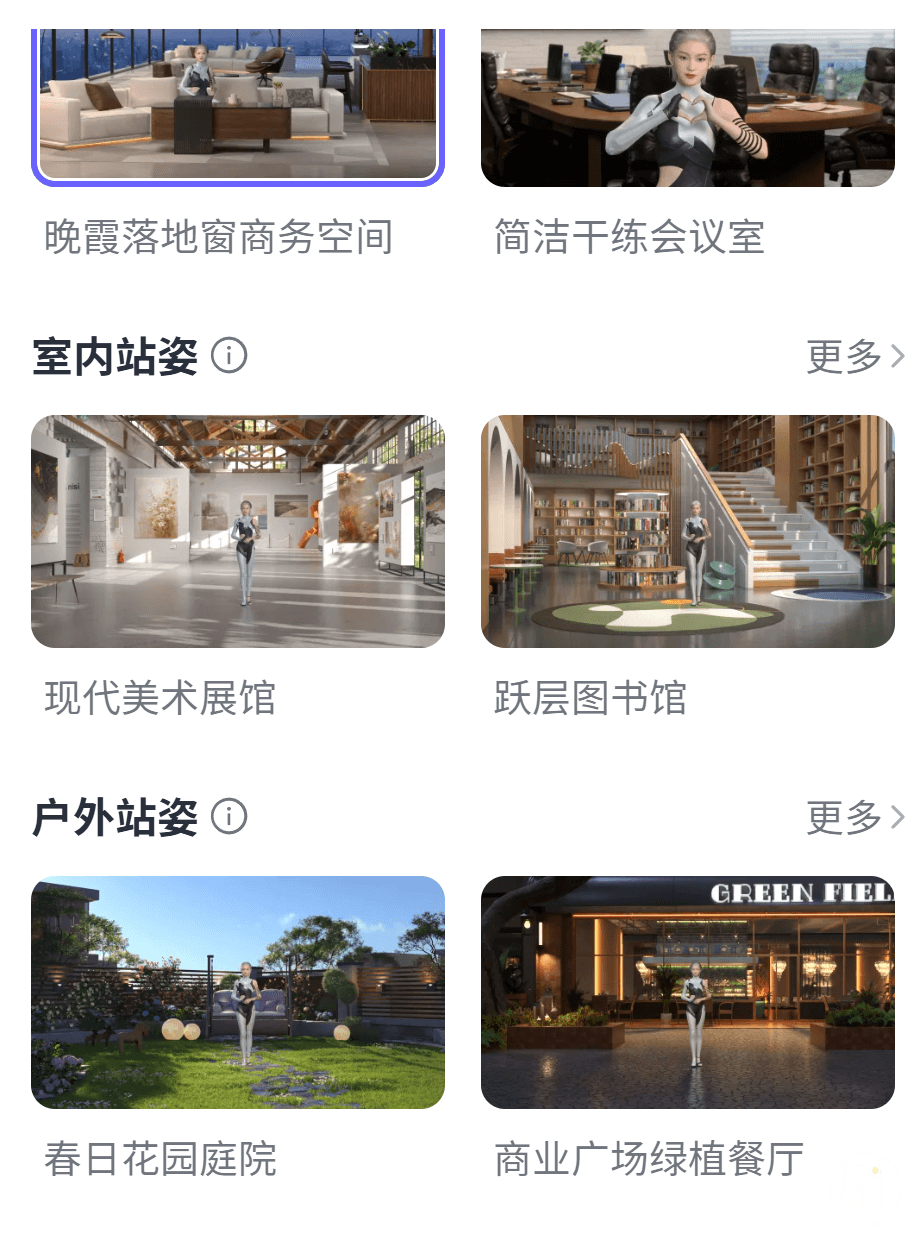 晚霞落地窗商务空间
简洁干练会议室
室内站姿
更多
现代美术展馆
跃层图书馆
户外站姿
更多
GREEN FIEL
春日花园庭院
商业广场绿植餐厅